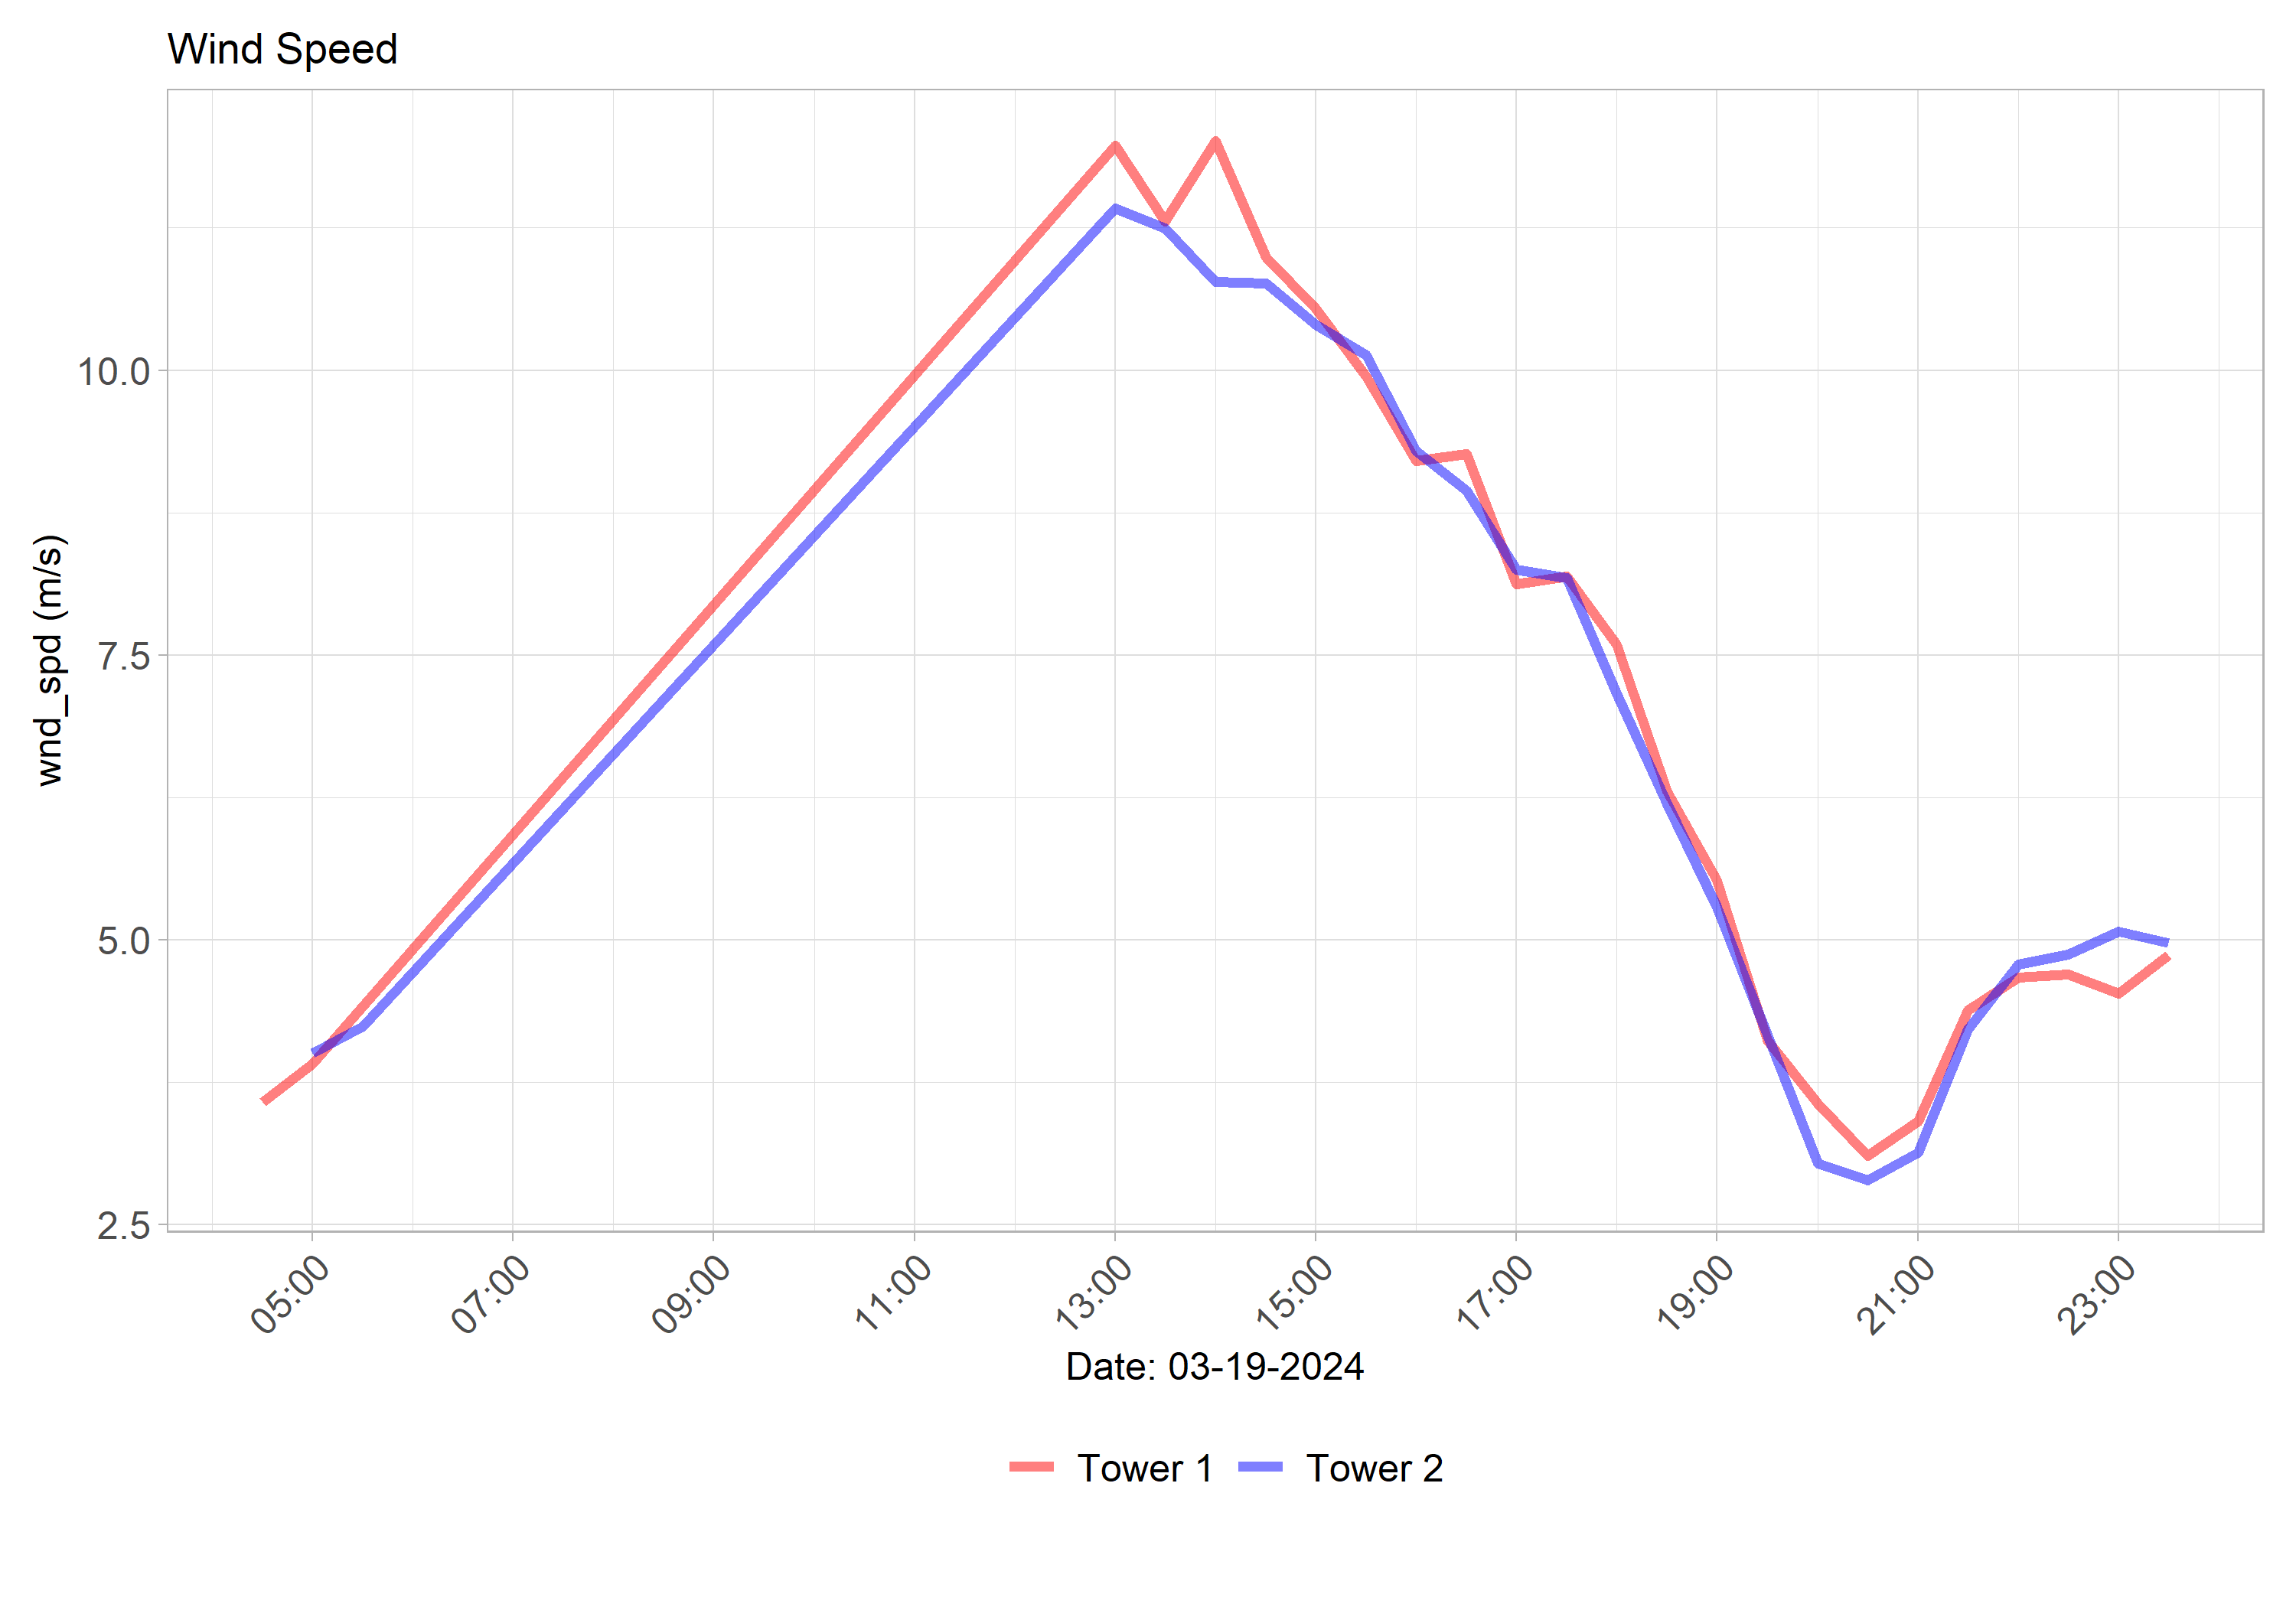 Wind Speed
wnd_spd (m/s)
10.0
7.5
5.0
2.5
05:00 07:00 09:00 11:00 13:00 15:00 17:00 19:00 21:00 23:00
Date: 03-19-2024
Tower 1 Tower 2